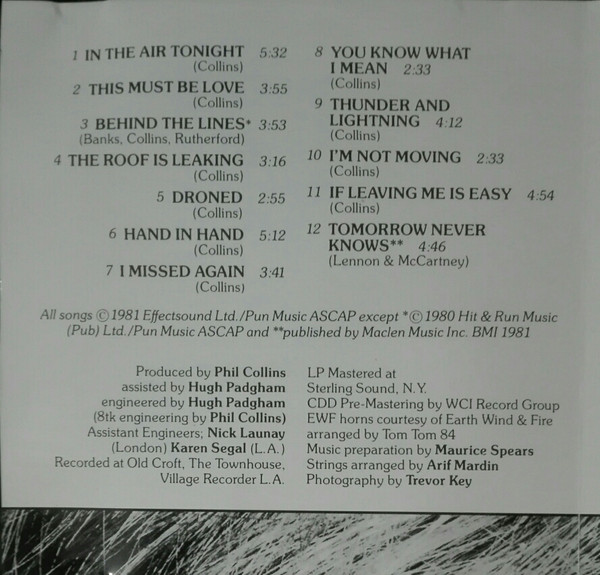 1 IN THE AIR TONIGHT 5:32
(Collins)
2 THIS MUST BE LOVE 3:55
(Collins)
3 BEHIND THE LINES* 3:53
(Banks, Collins, Rutherford)
4 THE ROOF IS LEAKING 3:16
(Collins)
5 DRONED 2:55
(Collins)
6 HAND IN HAND 5:12
(Collins)
7 I MISSED AGAIN 3:41
(Collins)
8 YOU KNOW WHAT
I MEAN 2:33
(Collins)
9 THUNDER AND
LIGHTNING 4:12
(Collins)
10 I'M NOT MOVING 2:33
(Collins)
11 IF LEAVING ME IS EASY 4:54
(Collins)
12 TOMORROW NEVER
KNOWS** 4:46
(Lennon & McCartney)
All songs ©1981 Effectsound Ltd./Pun Music ASCAP except *©1980 Hit & Run Music
(Pub) Ltd./Pun Music ASCAP and **published by Maclen Music Inc. BMI 1981
Produced by Phil Collins
assisted by Hugh Padgham
engineered by Hugh Padgham
(8tk engineering by Phil Collins)
Assistant Engineers; Nick Launay
(London) Karen Segal (L.A.)
Recorded at Old Croft, The Townhouse,
Village Recorder L.A.
LP Mastered at
Sterling Sound, N.Y.
CDD Pre-Mastering by WCI Record Group
EWF horns courtesy of Earth Wind & Fire
arranged by Tom Tom 84
Music preparation by Maurice Spears
Strings arranged by Arif Mardin
Photography by Trevor Key